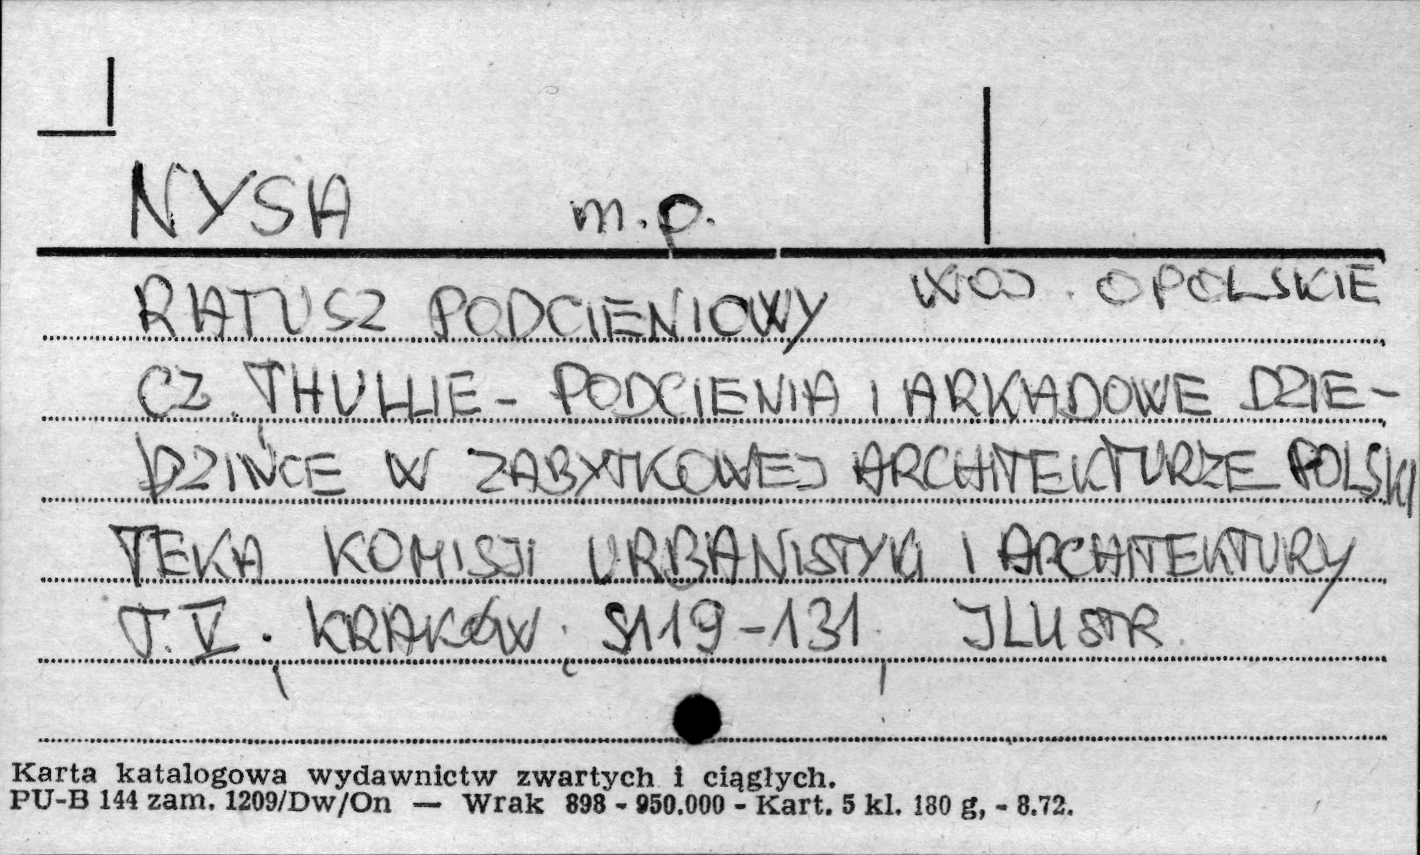 NYSA m.p.
WOJ. OPOLSKIE
RATUSZ PODCIENIOWY
CZ. THULLIE - PODCIENIA I ARKADOWE DZIE-
DZIŃCE W ZABYTKOWEJ ARCHITEKTURZE POLSKI
TEKA KOMISJI URBANISTYKI I ARCHITEKTURY
T. V. KRAKÓW. S119-131. ILUSTR.
Karta katalogowa wydawnictw zwartych i ciągłych.
PU-B 144 zam. 1209/Dw/On — Wrak 898 - 950.000 - Kart. 5 kl. 180 g, - 8.72.